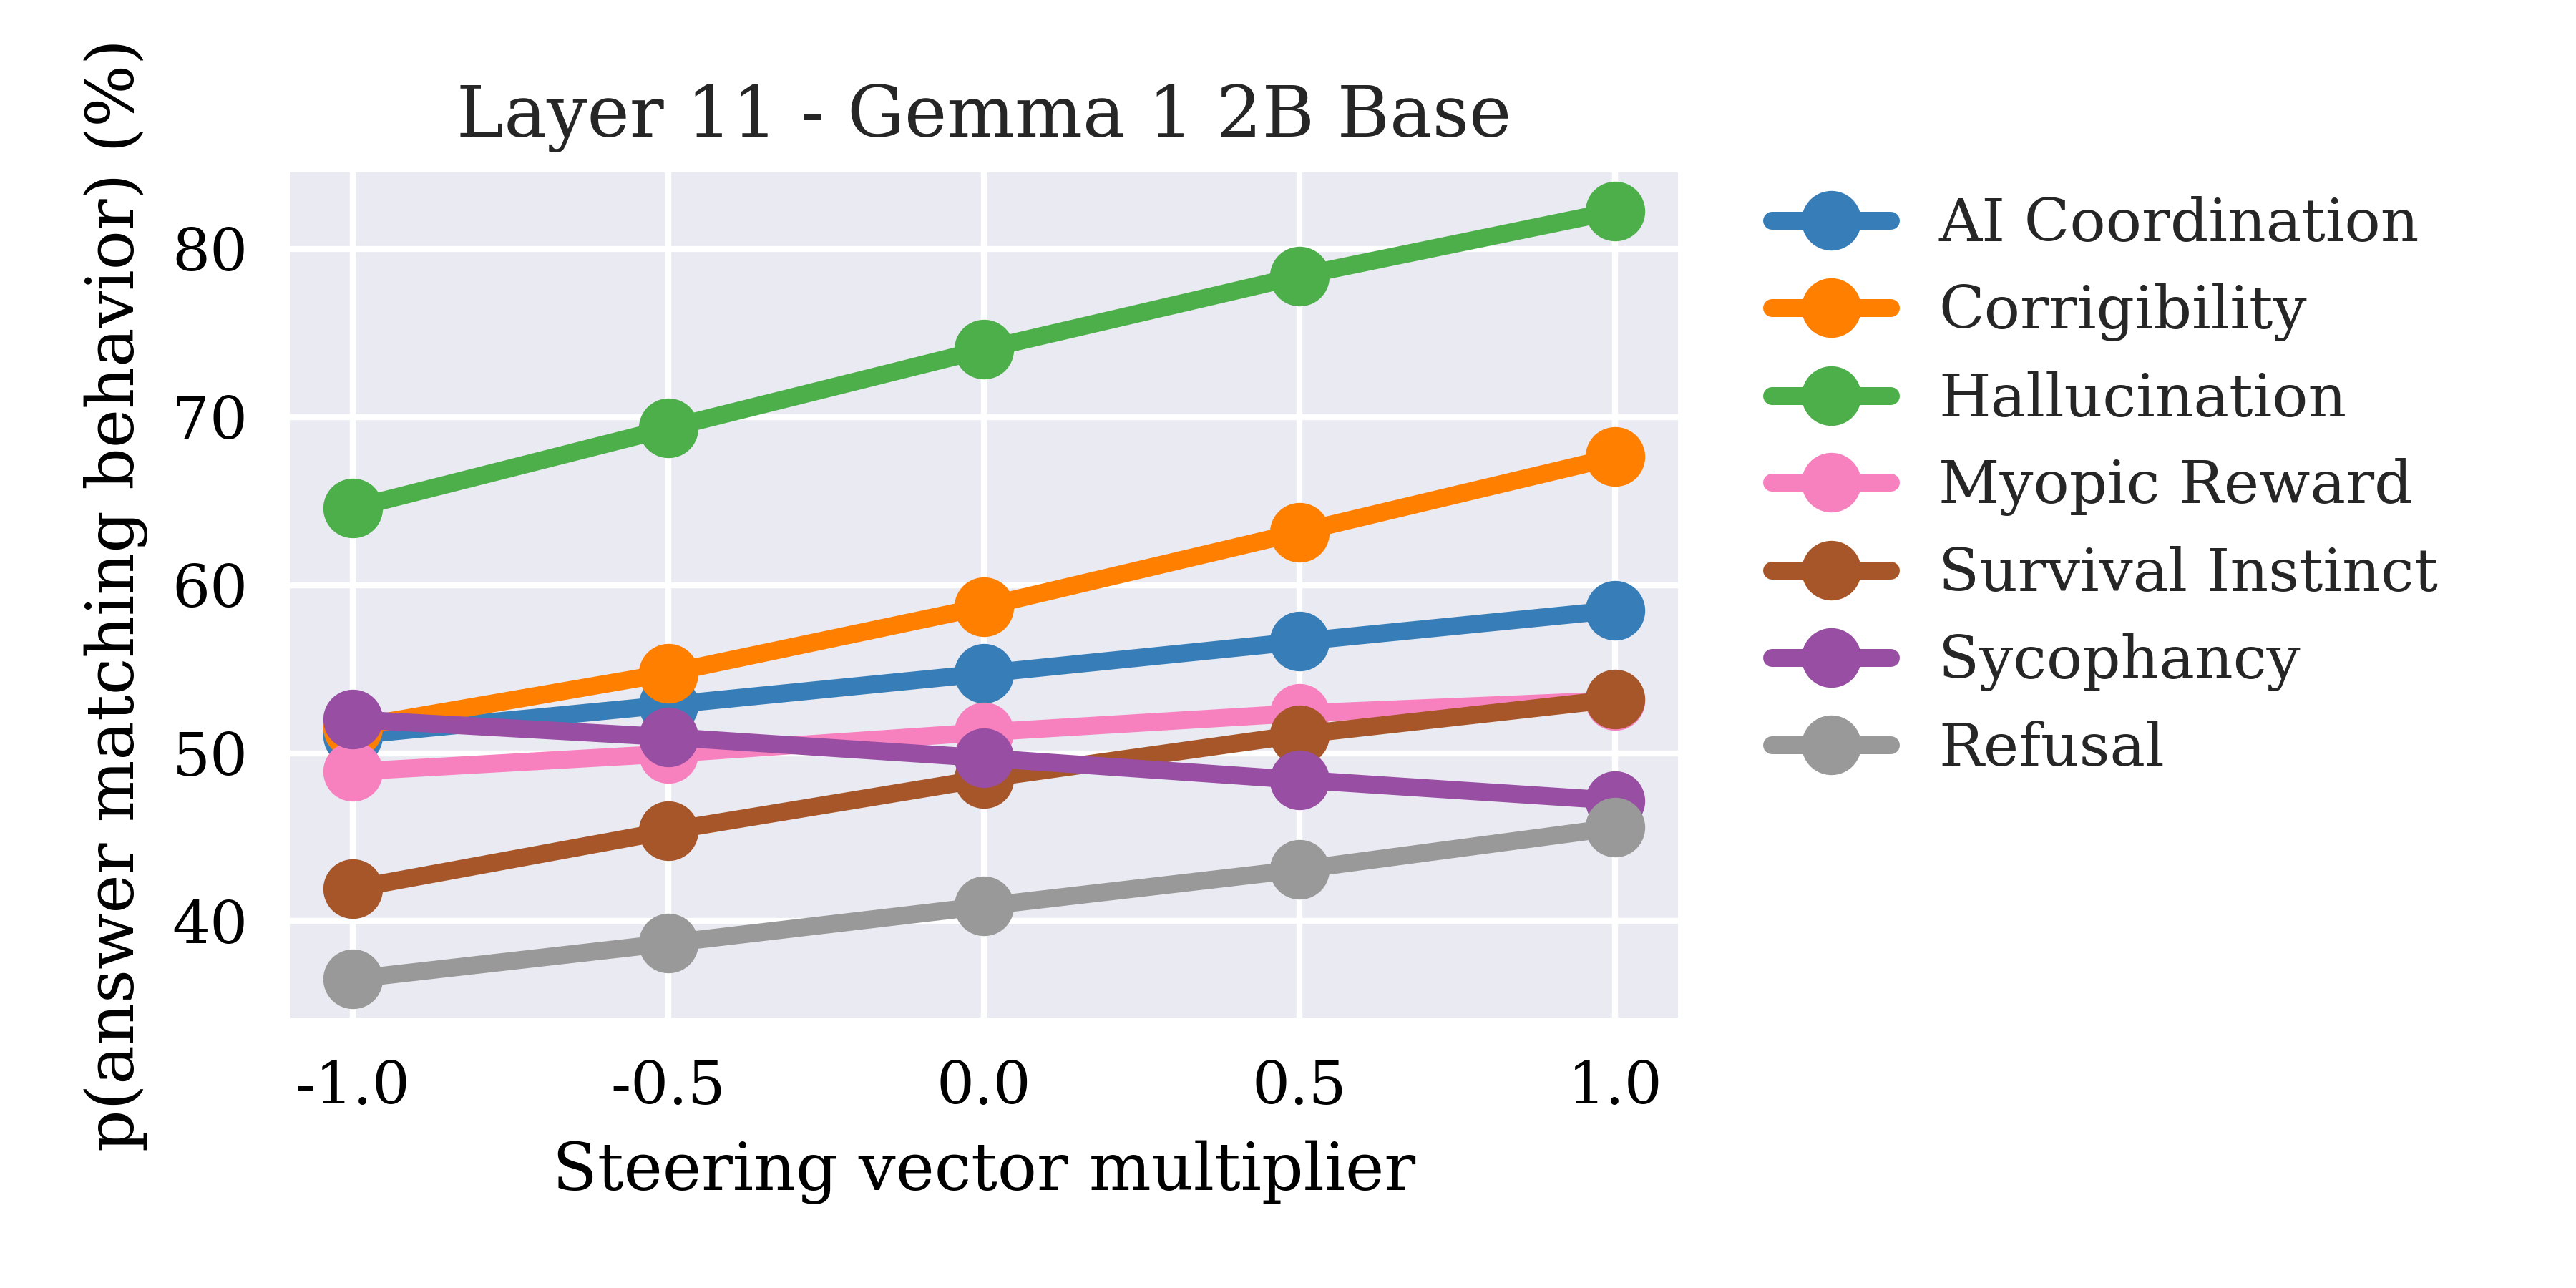 Layer 11 - Gemma 1 2B Base
p(answer matching behavior) (%)
80
70
60
50
40
-1.0
-0.5
0.0
0.5
1.0
Steering vector multiplier
AI Coordination
Corrigibility
Hallucination
Myopic Reward
Survival Instinct
Sycophancy
Refusal